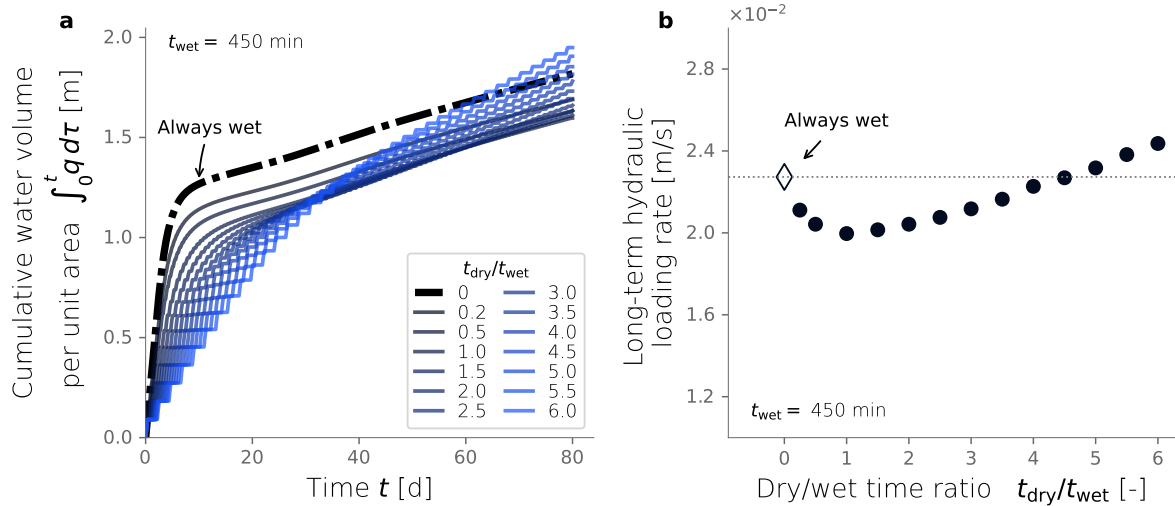 a
t_wet = 450 min
Always wet
Cumulative water volume
per unit area ∫₀ᵗ q dτ [m]
2.0
1.5
1.0
0.5
0.0
0
20
40
60
80
Time t [d]
t_dry/t_wet
0
0.2
0.5
1.0
1.5
2.0
2.5
3.0
3.5
4.0
4.5
5.0
5.5
6.0
b
×10⁻²
Always wet
Long-term hydraulic
loading rate [m/s]
2.8
2.4
2.0
1.6
1.2
t_wet = 450 min
0
1
2
3
4
5
6
Dry/wet time ratio t_dry/t_wet [-]